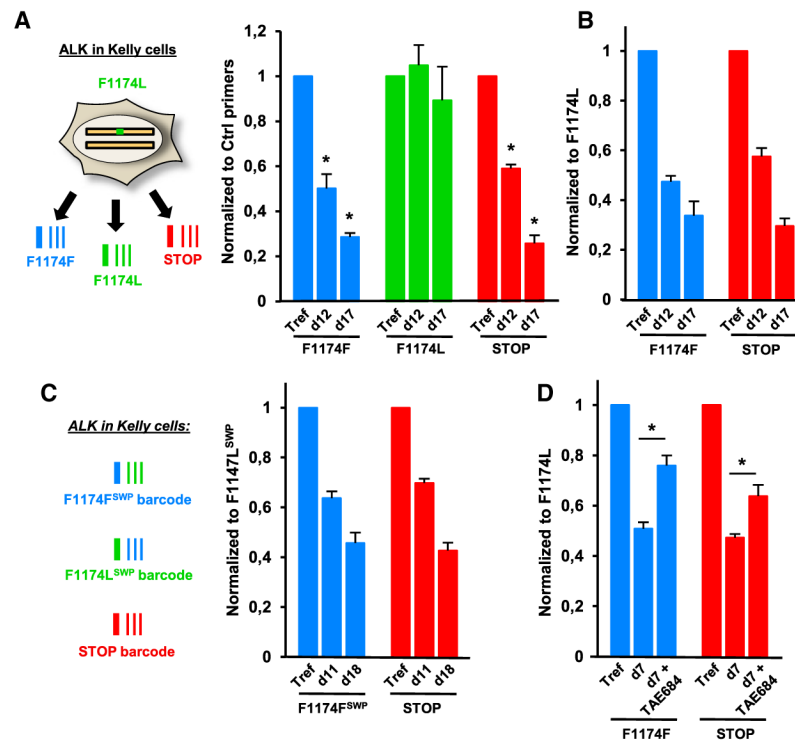 A
ALK in Kelly cells
F1174L
F1174F
F1174L
STOP
Normalized to Ctrl primers
1,2
1
0,8
0,6
0,4
0,2
0
* * * *
Tref d12 d17 Tref d12 d17 Tref d12 d17
F1174F F1174L STOP
B
Normalized to F1174L
1
0,8
0,6
0,4
0,2
0
Tref d12 d17 Tref d12 d17
F1174F STOP
C
ALK in Kelly cells:
F1174F^SWP barcode
F1174L^SWP barcode
STOP barcode
Normalized to F1147L^SWP
1
0,8
0,6
0,4
0,2
0
Tref d11 d18 Tref d11 d18
F1174F^SWP STOP
D
Normalized to F1174L
1
0,8
0,6
0,4
0,2
0
* *
Tref d7 d7 + TAE684 Tref d7 d7 + TAE684
F1174F STOP